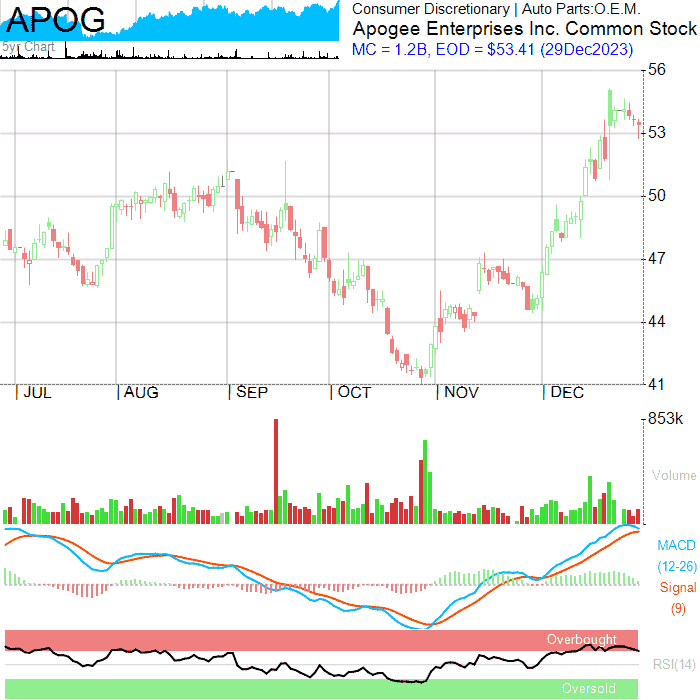 APOG
5yr Chart
Consumer Discretionary | Auto Parts:O.E.M.
Apogee Enterprises Inc. Common Stock
MC = 1.2B, EOD = $53.41 (29Dec2023)
56
53
50
47
44
41
JUL AUG SEP OCT NOV DEC
853k
Volume
MACD
(12-26)
Signal
(9)
Overbought
RSI(14)
Oversold